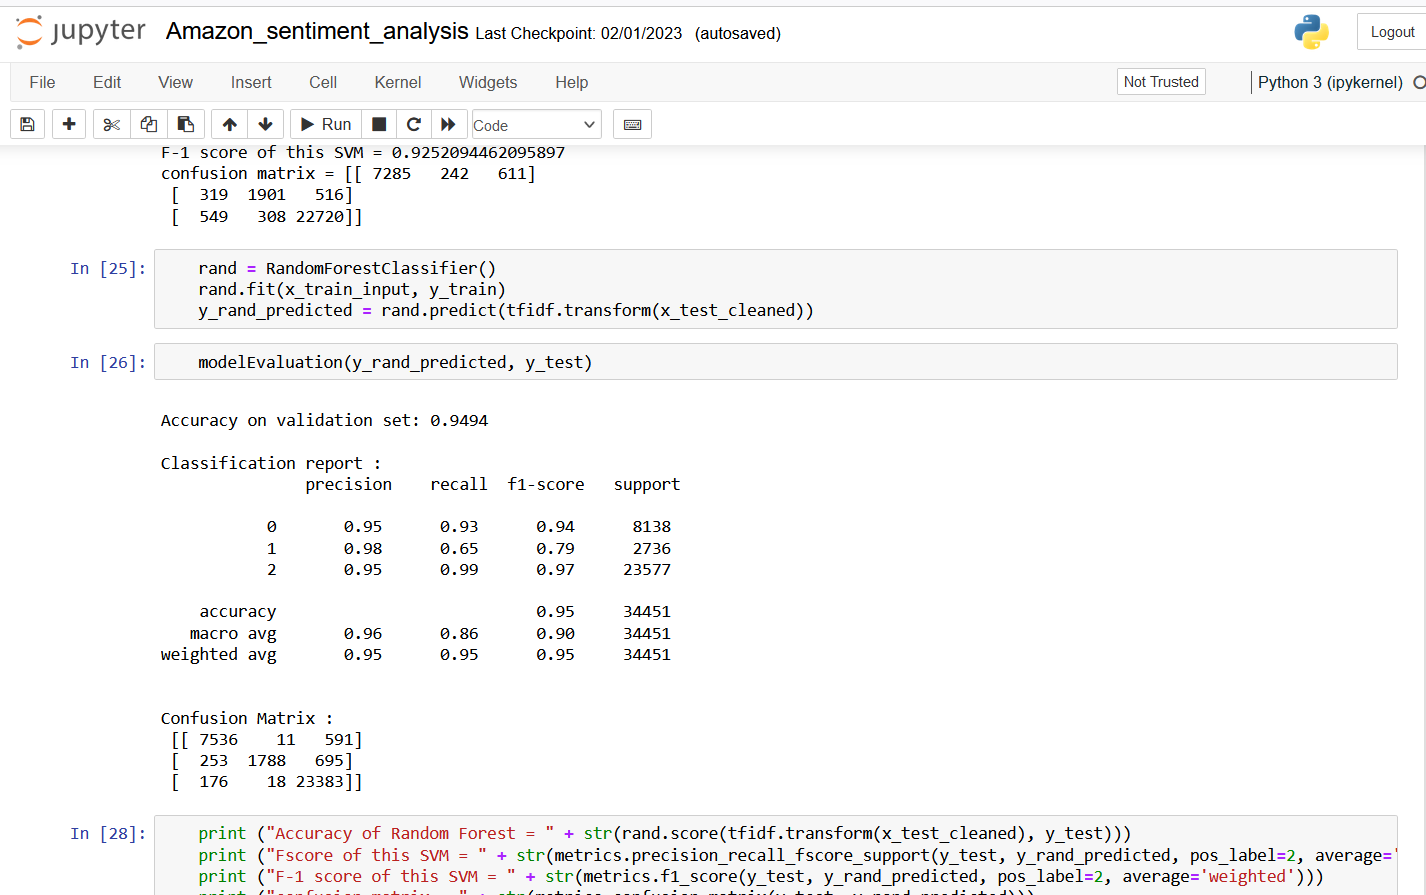 jupyter Amazon_sentiment_analysis Last Checkpoint: 02/01/2023 (autosaved) Logout
File Edit View Insert Cell Kernel Widgets Help Not Trusted Python 3 (ipykernel)
Run Code
F-1 score of this SVM = 0.9252094462095897
confusion matrix = [[ 7285 242 611]
[ 319 1901 516]
[ 549 308 22720]]
In [25]: rand = RandomForestClassifier()
rand.fit(x_train_input, y_train)
y_rand_predicted = rand.predict(tfidf.transform(x_test_cleaned))
In [26]: modelEvaluation(y_rand_predicted, y_test)
Accuracy on validation set: 0.9494
Classification report :
precision recall f1-score support
0 0.95 0.93 0.94 8138
1 0.98 0.65 0.79 2736
2 0.95 0.99 0.97 23577
accuracy 0.95 34451
macro avg 0.96 0.86 0.90 34451
weighted avg 0.95 0.95 0.95 34451
Confusion Matrix :
[[ 7536 11 591]
[ 253 1788 695]
[ 176 18 23383]]
In [28]: print ("Accuracy of Random Forest = " + str(rand.score(tfidf.transform(x_test_cleaned), y_test)))
print ("Fscore of this SVM = " + str(metrics.precision_recall_fscore_support(y_test, y_rand_predicted, pos_label=2, average='
print ("F-1 score of this SVM = " + str(metrics.f1_score(y_test, y_rand_predicted, pos_label=2, average='weighted')))